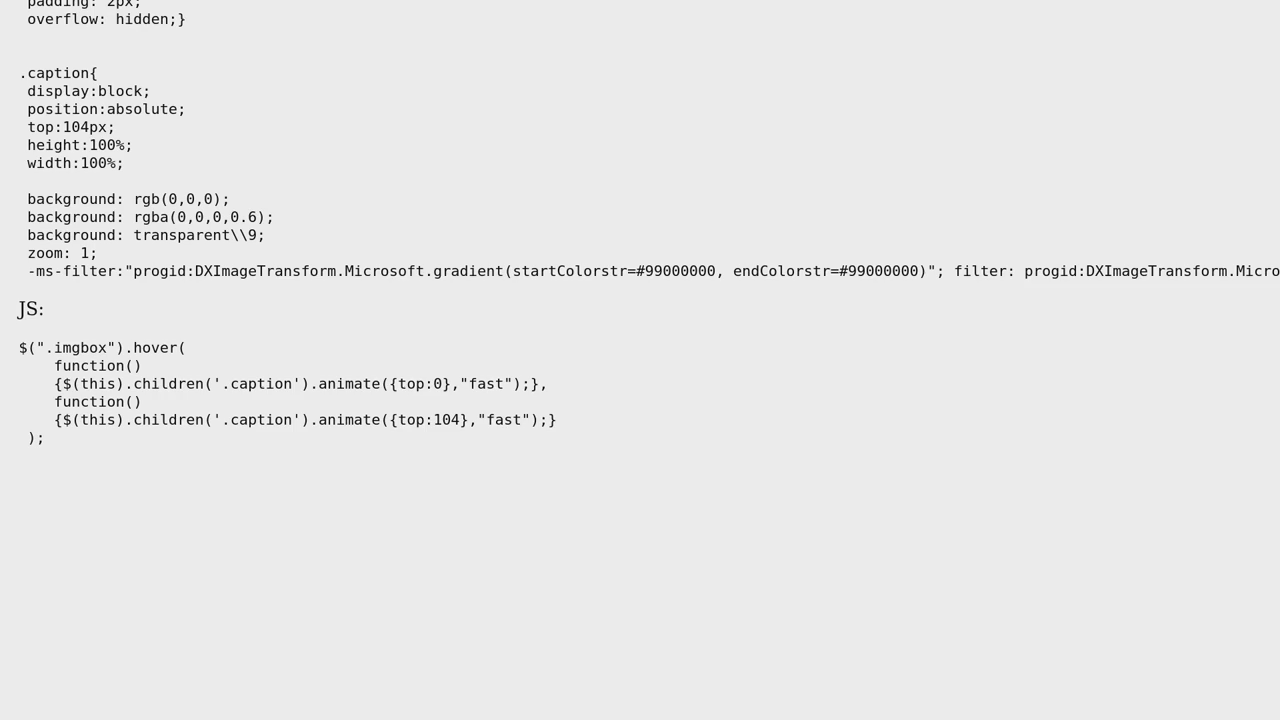 padding: 2px;
overflow: hidden;}
.caption{
display:block;
position:absolute;
top:104px;
height:100%;
width:100%;
background: rgb(0,0,0);
background: rgba(0,0,0,0.6);
background: transparent\\9;
zoom: 1;
-ms-filter:"progid:DXImageTransform.Microsoft.gradient(startColorstr=#99000000, endColorstr=#99000000)"; filter: progid:DXImageTransform.Micro
JS:
$(".imgbox").hover(
function()
{$(this).children('.caption').animate({top:0},"fast");},
function()
{$(this).children('.caption').animate({top:104},"fast");}
);